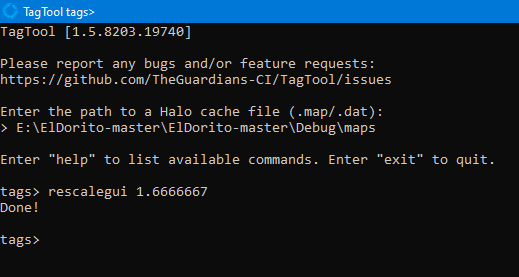 TagTool tags>
TagTool [1.5.8203.19740]
Please report any bugs and/or feature requests:
https://github.com/TheGuardians-CI/TagTool/issues
Enter the path to a Halo cache file (.map/.dat):
> E:\ElDorito-master\ElDorito-master\Debug\maps
Enter "help" to list available commands. Enter "exit" to quit.
tags> rescalegui 1.6666667
Done!
tags>